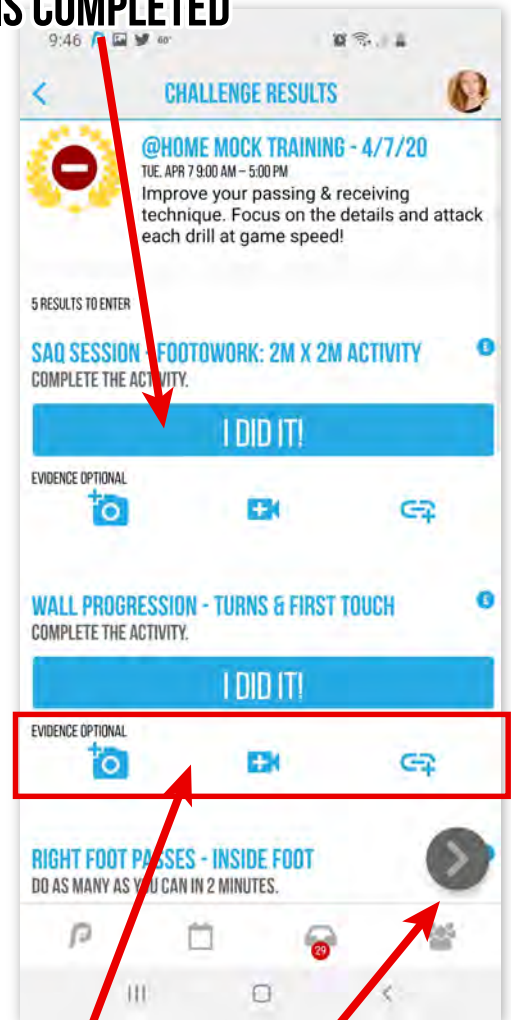 IS COMPLETED
9:46 60°
CHALLENGE RESULTS
@HOME MOCK TRAINING - 4/7/20
TUE. APR 7 9:00 AM – 5:00 PM
Improve your passing & receiving
technique. Focus on the details and attack
each drill at game speed!
5 RESULTS TO ENTER
SAQ SESSION - FOOTOWORK: 2M X 2M ACTIVITY
COMPLETE THE ACTIVITY.
I DID IT!
EVIDENCE OPTIONAL
WALL PROGRESSION - TURNS & FIRST TOUCH
COMPLETE THE ACTIVITY.
I DID IT!
EVIDENCE OPTIONAL
RIGHT FOOT PASSES - INSIDE FOOT
DO AS MANY AS YOU CAN IN 2 MINUTES.
29